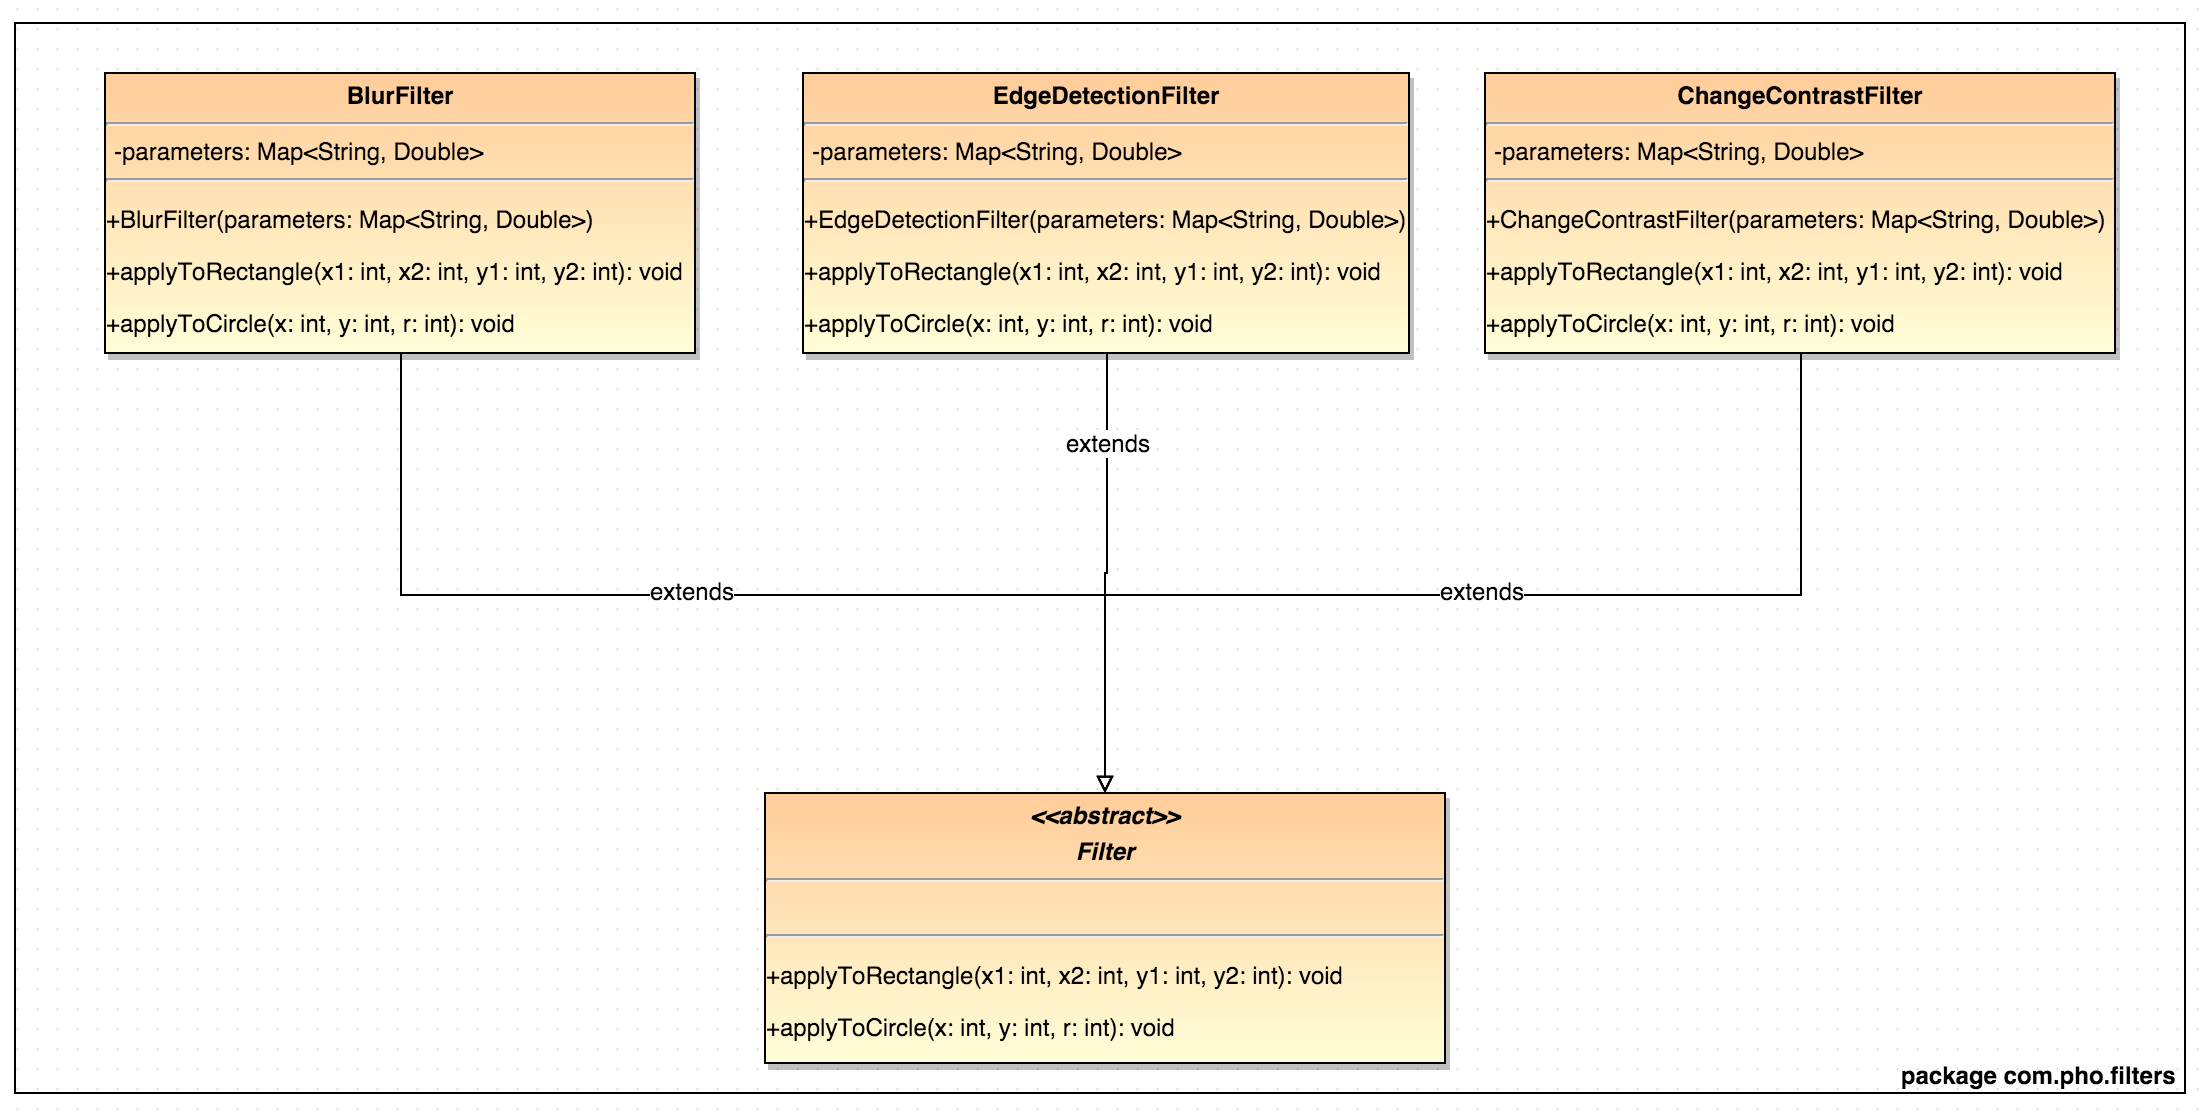 BlurFilter
-parameters: Map<String, Double>
+BlurFilter(parameters: Map<String, Double>)
+applyToRectangle(x1: int, x2: int, y1: int, y2: int): void
+applyToCircle(x: int, y: int, r: int): void
EdgeDetectionFilter
-parameters: Map<String, Double>
+EdgeDetectionFilter(parameters: Map<String, Double>)
+applyToRectangle(x1: int, x2: int, y1: int, y2: int): void
+applyToCircle(x: int, y: int, r: int): void
ChangeContrastFilter
-parameters: Map<String, Double>
+ChangeContrastFilter(parameters: Map<String, Double>)
+applyToRectangle(x1: int, x2: int, y1: int, y2: int): void
+applyToCircle(x: int, y: int, r: int): void
extends
extends
extends
<<abstract>>
Filter
+applyToRectangle(x1: int, x2: int, y1: int, y2: int): void
+applyToCircle(x: int, y: int, r: int): void
package com.pho.filters